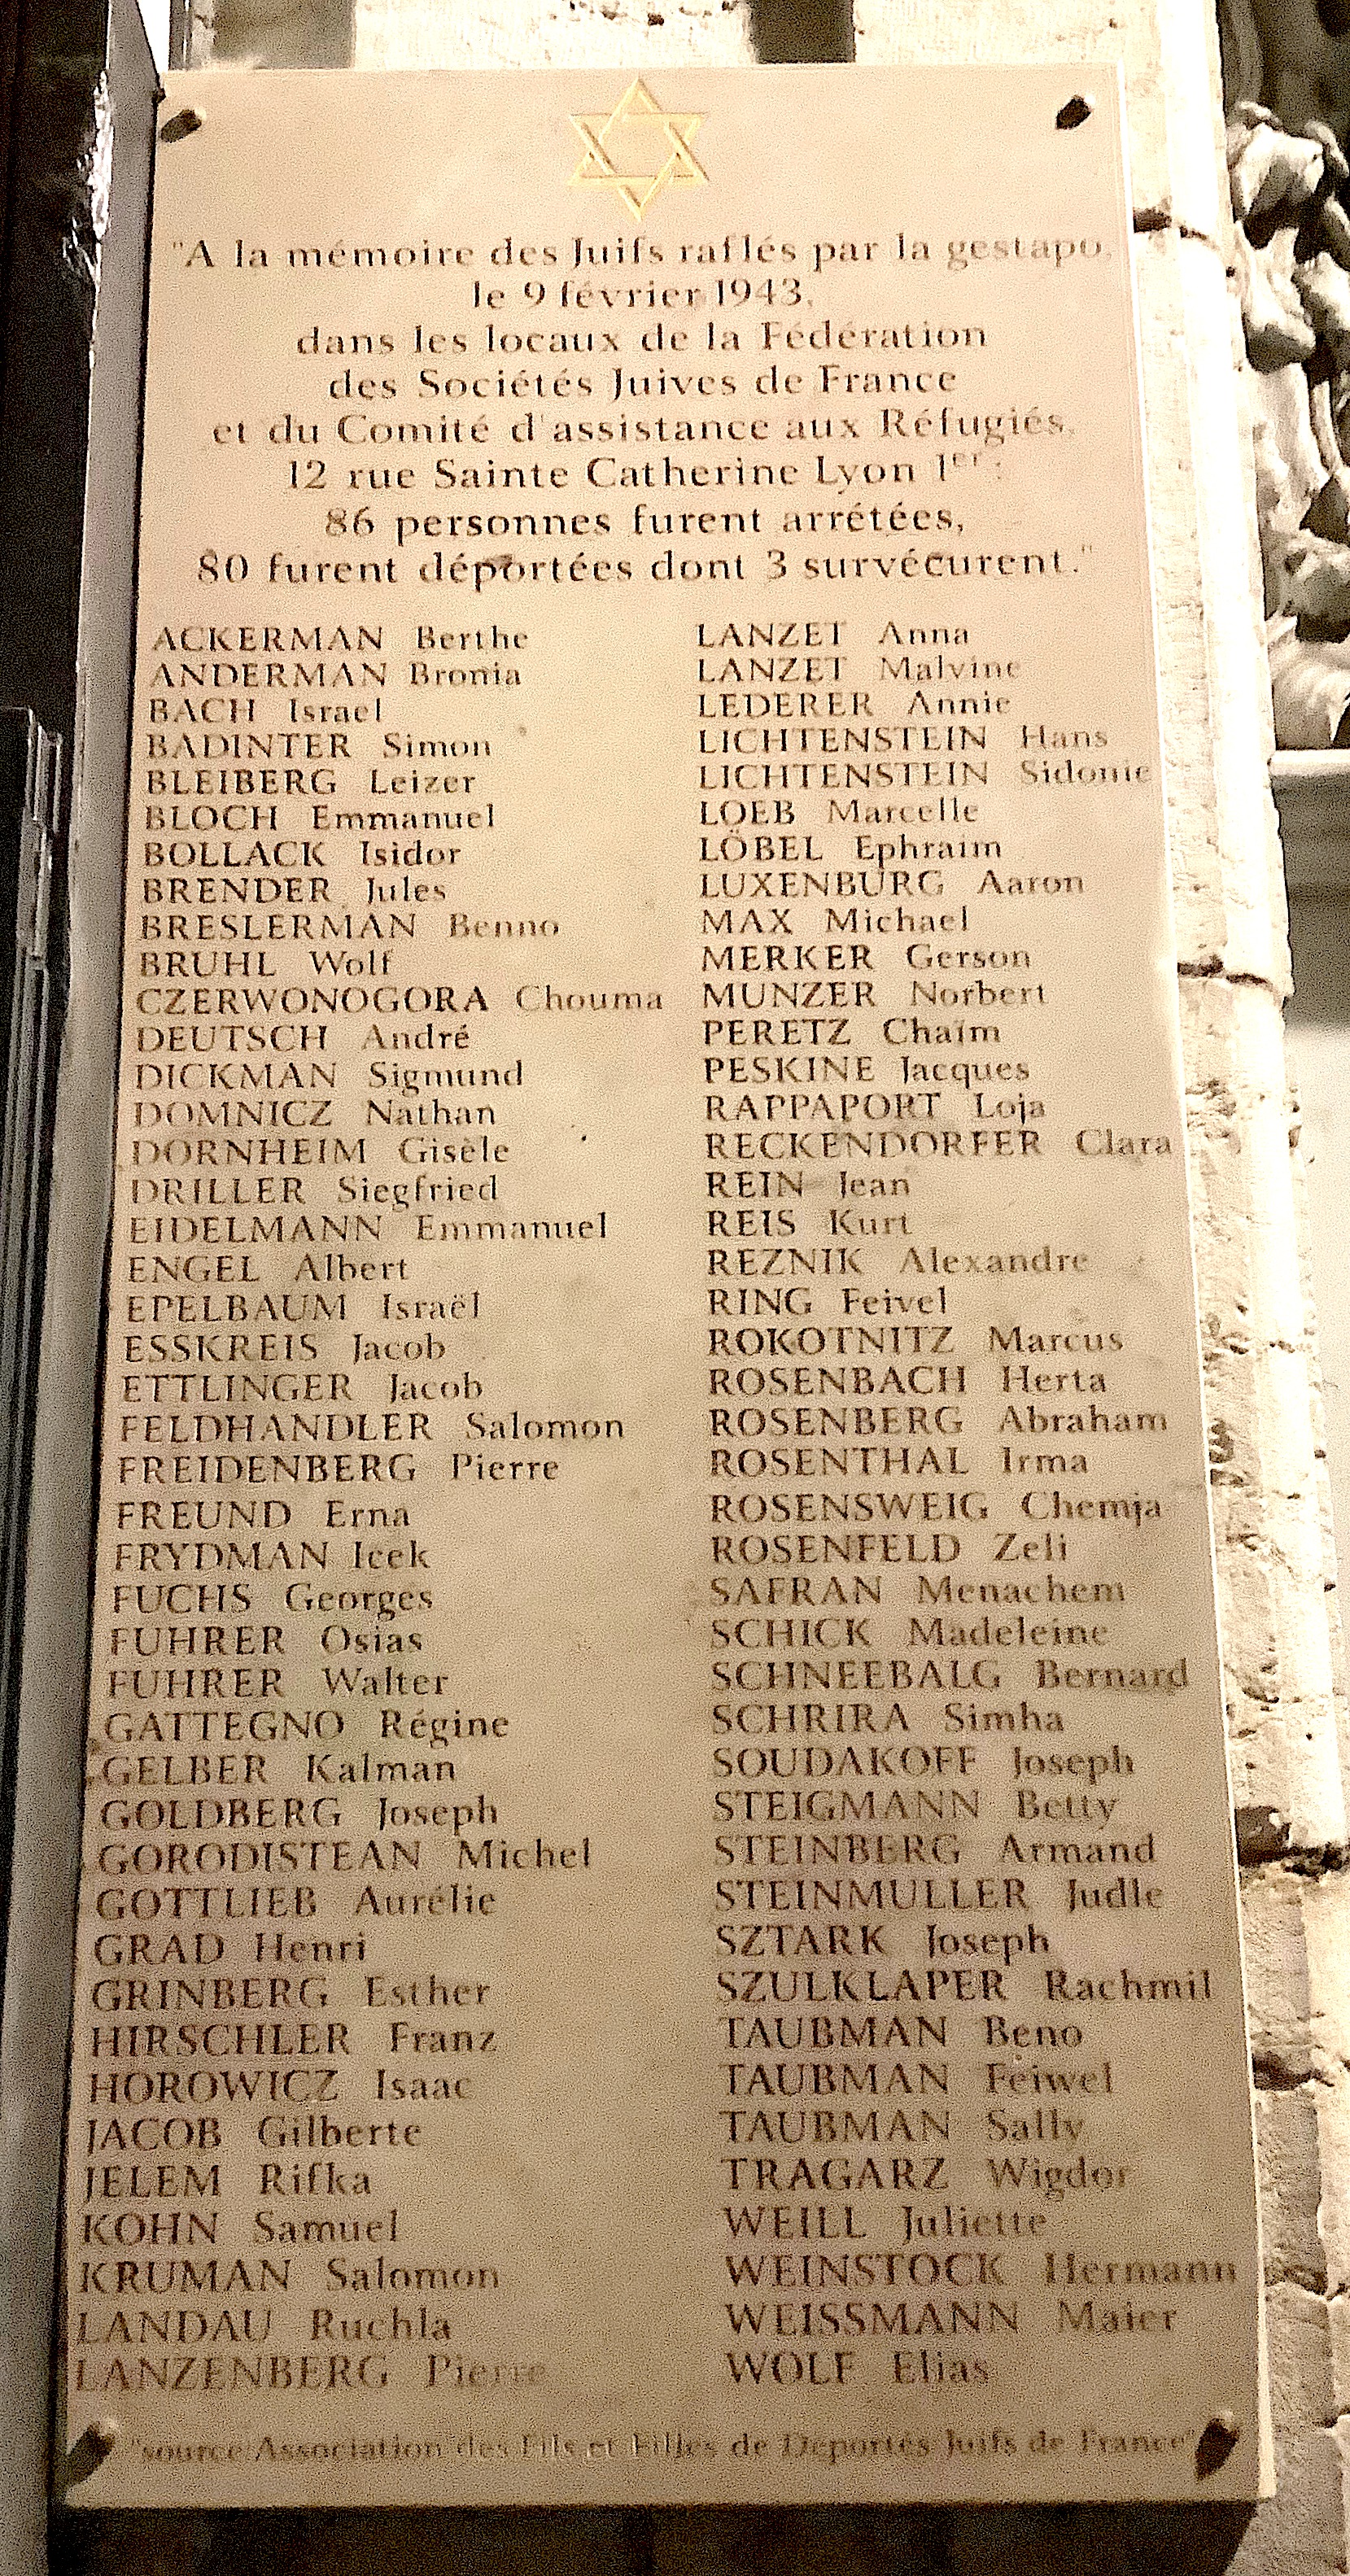 "A la mémoire des Juifs raflés par la gestapo,
le 9 février 1943,
dans les locaux de la Fédération
des Sociétés Juives de France
et du Comité d'assistance aux Réfugiés,
12 rue Sainte Catherine Lyon 1er :
86 personnes furent arrétées,
80 furent déportées dont 3 survécurent."
ACKERMAN Berthe
ANDERMAN Bronia
BACH Israel
BADINTER Simon
BLEIBERG Leizer
BLOCH Emmanuel
BOLLACK Isidor
BRENDER Jules
BRESLERMAN Benno
BRUHL Wolf
CZERWONOGORA Chouma
DEUTSCH André
DICKMAN Sigmund
DOMNICZ Nathan
DORNHEIM Gisèle
DRILLER Siegfried
EIDELMANN Emmanuel
ENGEL Albert
EPELBAUM Israël
ESSKREIS Jacob
ETTLINGER Jacob
FELDHANDLER Salomon
FREIDENBERG Pierre
FREUND Erna
FRYDMAN Icek
FUCHS Georges
FUHRER Osias
FUHRER Walter
GATTEGNO Régine
GELBER Kalman
GOLDBERG Joseph
GORODISTEAN Michel
GOTTLIEB Aurélie
GRAD Henri
GRINBERG Esther
HIRSCHLER Franz
HOROWICZ Isaac
JACOB Gilberte
JELEM Rifka
KOHN Samuel
KRUMAN Salomon
LANDAU Ruchla
LANZENBERG Pierre
LANZET Anna
LANZET Malvine
LEDERER Annie
LICHTENSTEIN Hans
LICHTENSTEIN Sidonie
LOEB Marcelle
LÖBEL Ephraim
LUXENBURG Aaron
MAX Michael
MERKER Gerson
MUNZER Norbert
PERETZ Chaïm
PESKINE Jacques
RAPPAPORT Loja
RECKENDORFER Clara
REIN Jean
REIS Kurt
REZNIK Alexandre
RING Feivel
ROKOTNITZ Marcus
ROSENBACH Herta
ROSENBERG Abraham
ROSENTHAL Irma
ROSENSWEIG Chemja
ROSENFELD Zeli
SAFRAN Menachem
SCHICK Madeleine
SCHNEEBALG Bernard
SCHRIRA Simha
SOUDAKOFF Joseph
STEIGMANN Betty
STEINBERG Armand
STEINMULLER Judle
SZTARK Joseph
SZULKLAPER Rachmil
TAUBMAN Beno
TAUBMAN Feiwel
TAUBMAN Sally
TRAGARZ Wigdor
WEILL Juliette
WEINSTOCK Hermann
WEISSMANN Maier
WOLF Elias
"source Association des Fils et Filles de Deportés Juifs de France"